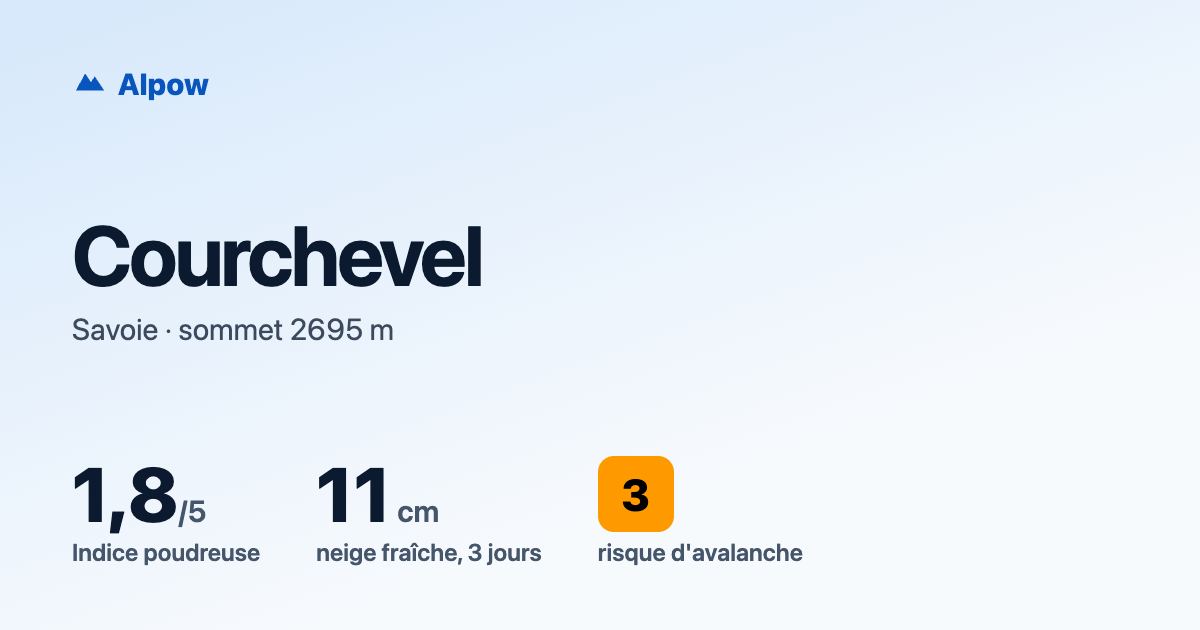 Alpow
Courchevel
Savoie · sommet 2695 m
1,8/5
Indice poudreuse
11 cm
neige fraîche, 3 jours
3
risque d'avalanche